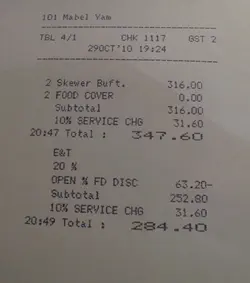 101 Mabel Yam
TBL 4/1 CHK 1117 GST 2
29OCT'10 19:24
2 Skewer Buft. 316.00
2 FOOD COVER 0.00
Subtotal 316.00
10% SERVICE CHG 31.60
20:47 Total : 347.60
E&T
20 %
OPEN % FD DISC 63.20-
Subtotal 252.80
10% SERVICE CHG 31.60
20:49 Total : 284.40